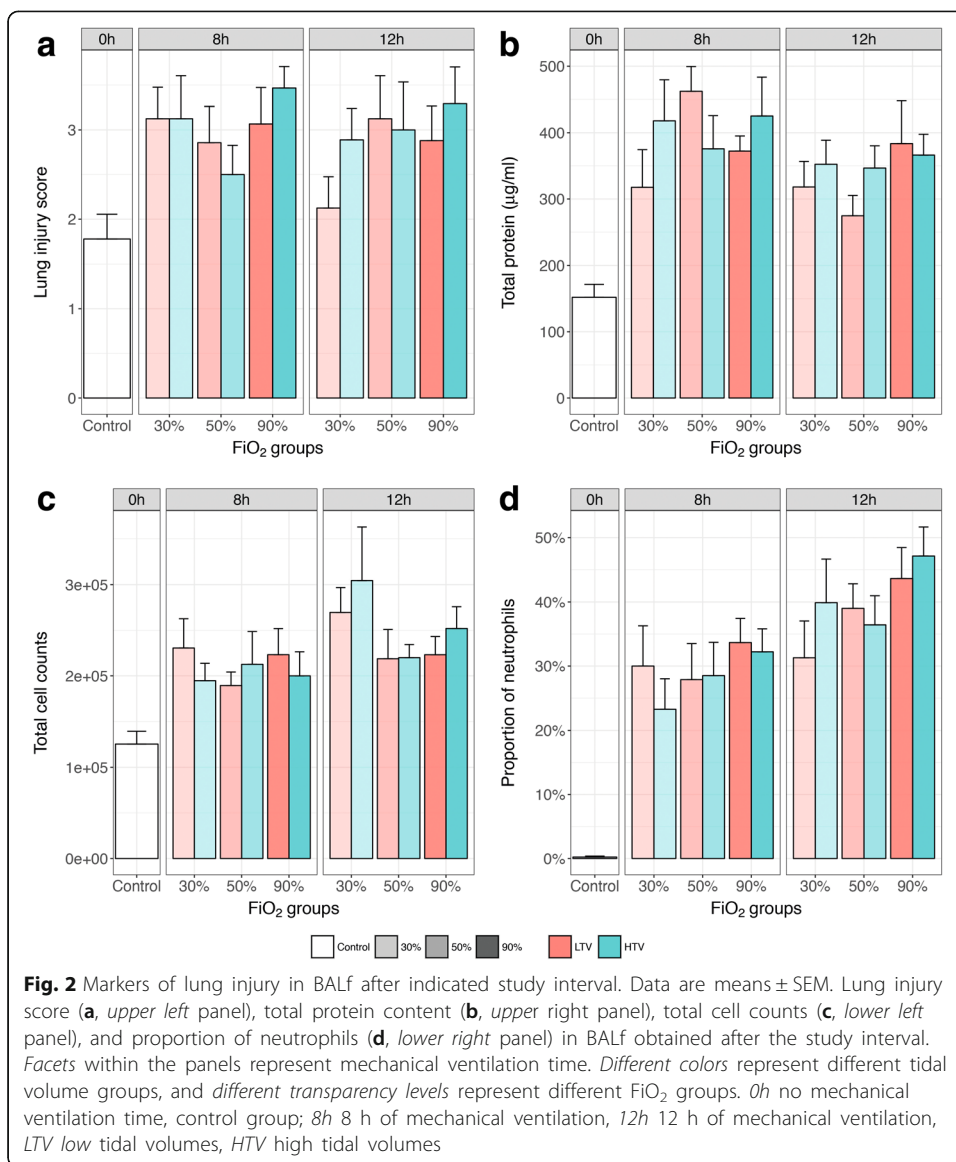 a
0h 8h 12h
3
2
1
0
Lung injury score
Control 30% 50% 90% 30% 50% 90%
FiO2 groups
b
0h 8h 12h
500
400
300
200
100
0
Total protein (μg/ml)
Control 30% 50% 90% 30% 50% 90%
FiO2 groups
c
0h 8h 12h
3e+05
2e+05
1e+05
0e+00
Total cell counts
Control 30% 50% 90% 30% 50% 90%
FiO2 groups
d
0h 8h 12h
50%
40%
30%
20%
10%
0%
Proportion of neutrophils
Control 30% 50% 90% 30% 50% 90%
FiO2 groups
Control 30% 50% 90% LTV HTV
Fig. 2 Markers of lung injury in BALf after indicated study interval. Data are means ± SEM. Lung injury
score (a, upper left panel), total protein content (b, upper right panel), total cell counts (c, lower left
panel), and proportion of neutrophils (d, lower right panel) in BALf obtained after the study interval.
Facets within the panels represent mechanical ventilation time. Different colors represent different tidal
volume groups, and different transparency levels represent different FiO2 groups. 0h no mechanical
ventilation time, control group; 8h 8 h of mechanical ventilation, 12h 12 h of mechanical ventilation,
LTV low tidal volumes, HTV high tidal volumes